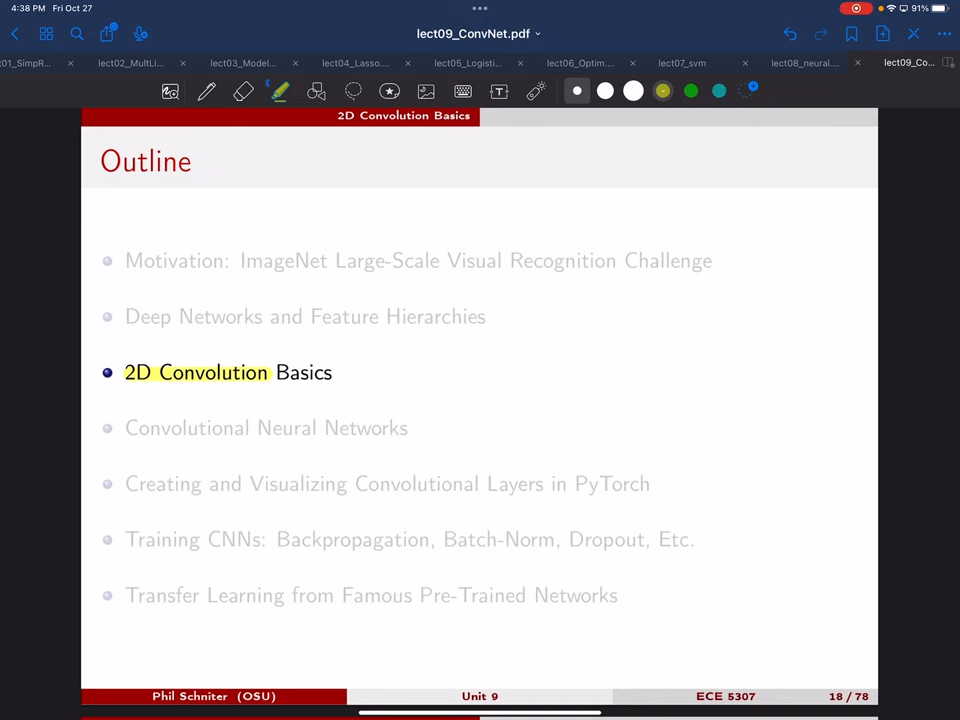 4:38 PM Fri Oct 27
91%
lect09_ConvNet.pdf
01_SimpR...
lect02_MultLi...
lect03_Model...
lect04_Lasso....
lect05_Logisti...
lect06_Optim....
lect07_svm
lect08_neural....
lect09_Co...
2D Convolution Basics
Outline
Motivation: ImageNet Large-Scale Visual Recognition Challenge
Deep Networks and Feature Hierarchies
2D Convolution Basics
Convolutional Neural Networks
Creating and Visualizing Convolutional Layers in PyTorch
Training CNNs: Backpropagation, Batch-Norm, Dropout, Etc.
Transfer Learning from Famous Pre-Trained Networks
Phil Schniter (OSU) Unit 9 ECE 5307 18 / 78